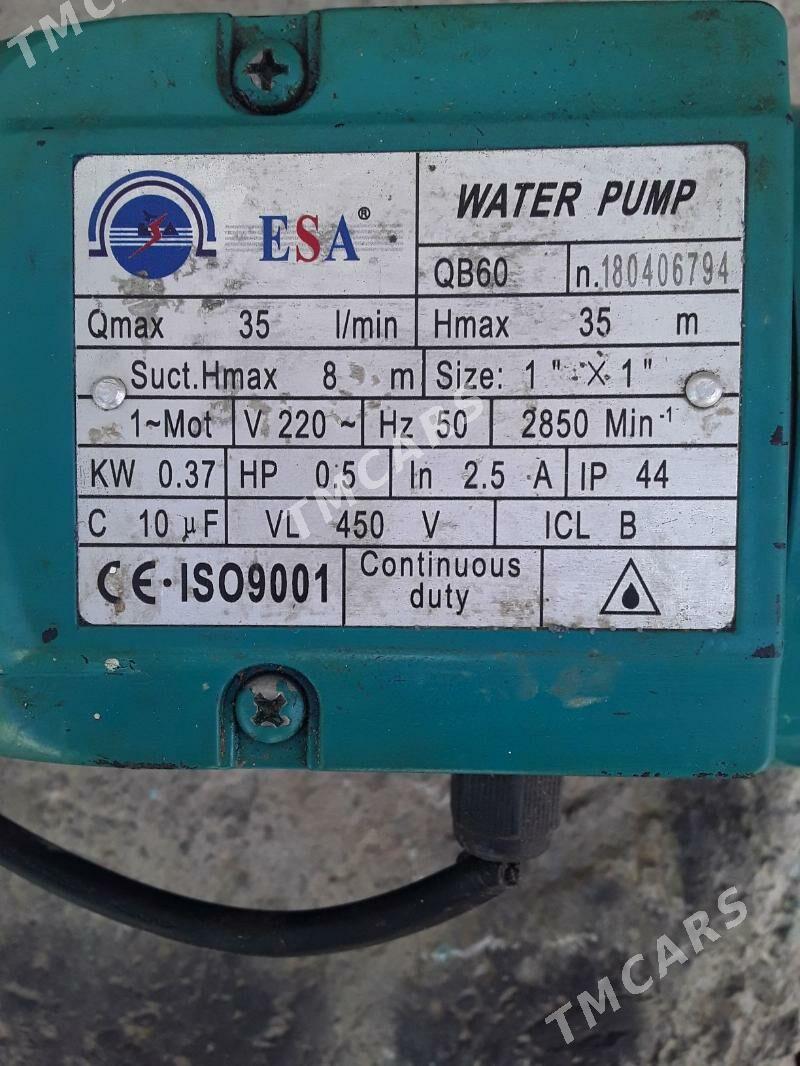 TMCARS
ESA®
WATER PUMP
QB60 n.180406794
Qmax 35 l/min Hmax 35 m
Suct.Hmax 8 m Size: 1" X 1"
1~Mot V 220 ~ Hz 50 2850 Min⁻¹
KW 0.37 HP 0.5 In 2.5 A IP 44
TMCARS
C 10 μF VL 450 V ICL B
CE·ISO9001 Continuous duty
TMCARS